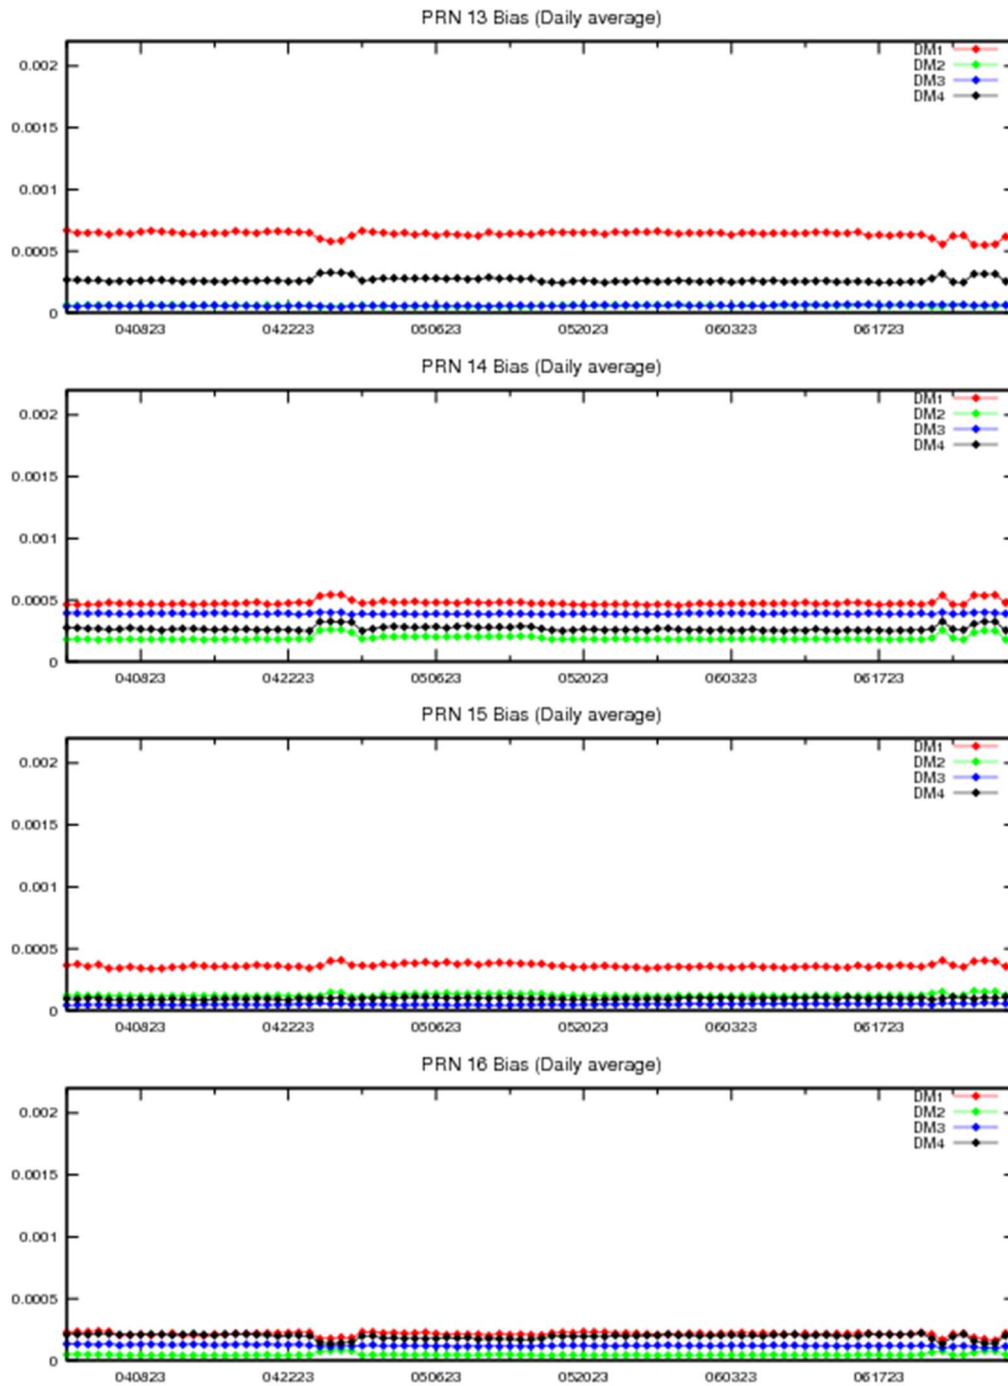 PRN 13 Bias (Daily average)
DM1
0.002
DM2
DM3
DM4
0.0015
0.001
0.0005
0
040823 042223 050623 052023 060323 061723
PRN 14 Bias (Daily average)
DM1
0.002
DM2
DM3
DM4
0.0015
0.001
0.0005
0
040823 042223 050623 052023 060323 061723
PRN 15 Bias (Daily average)
DM1
0.002
DM2
DM3
DM4
0.0015
0.001
0.0005
0
040823 042223 050623 052023 060323 061723
PRN 16 Bias (Daily average)
DM1
0.002
DM2
DM3
DM4
0.0015
0.001
0.0005
0
040823 042223 050623 052023 060323 061723